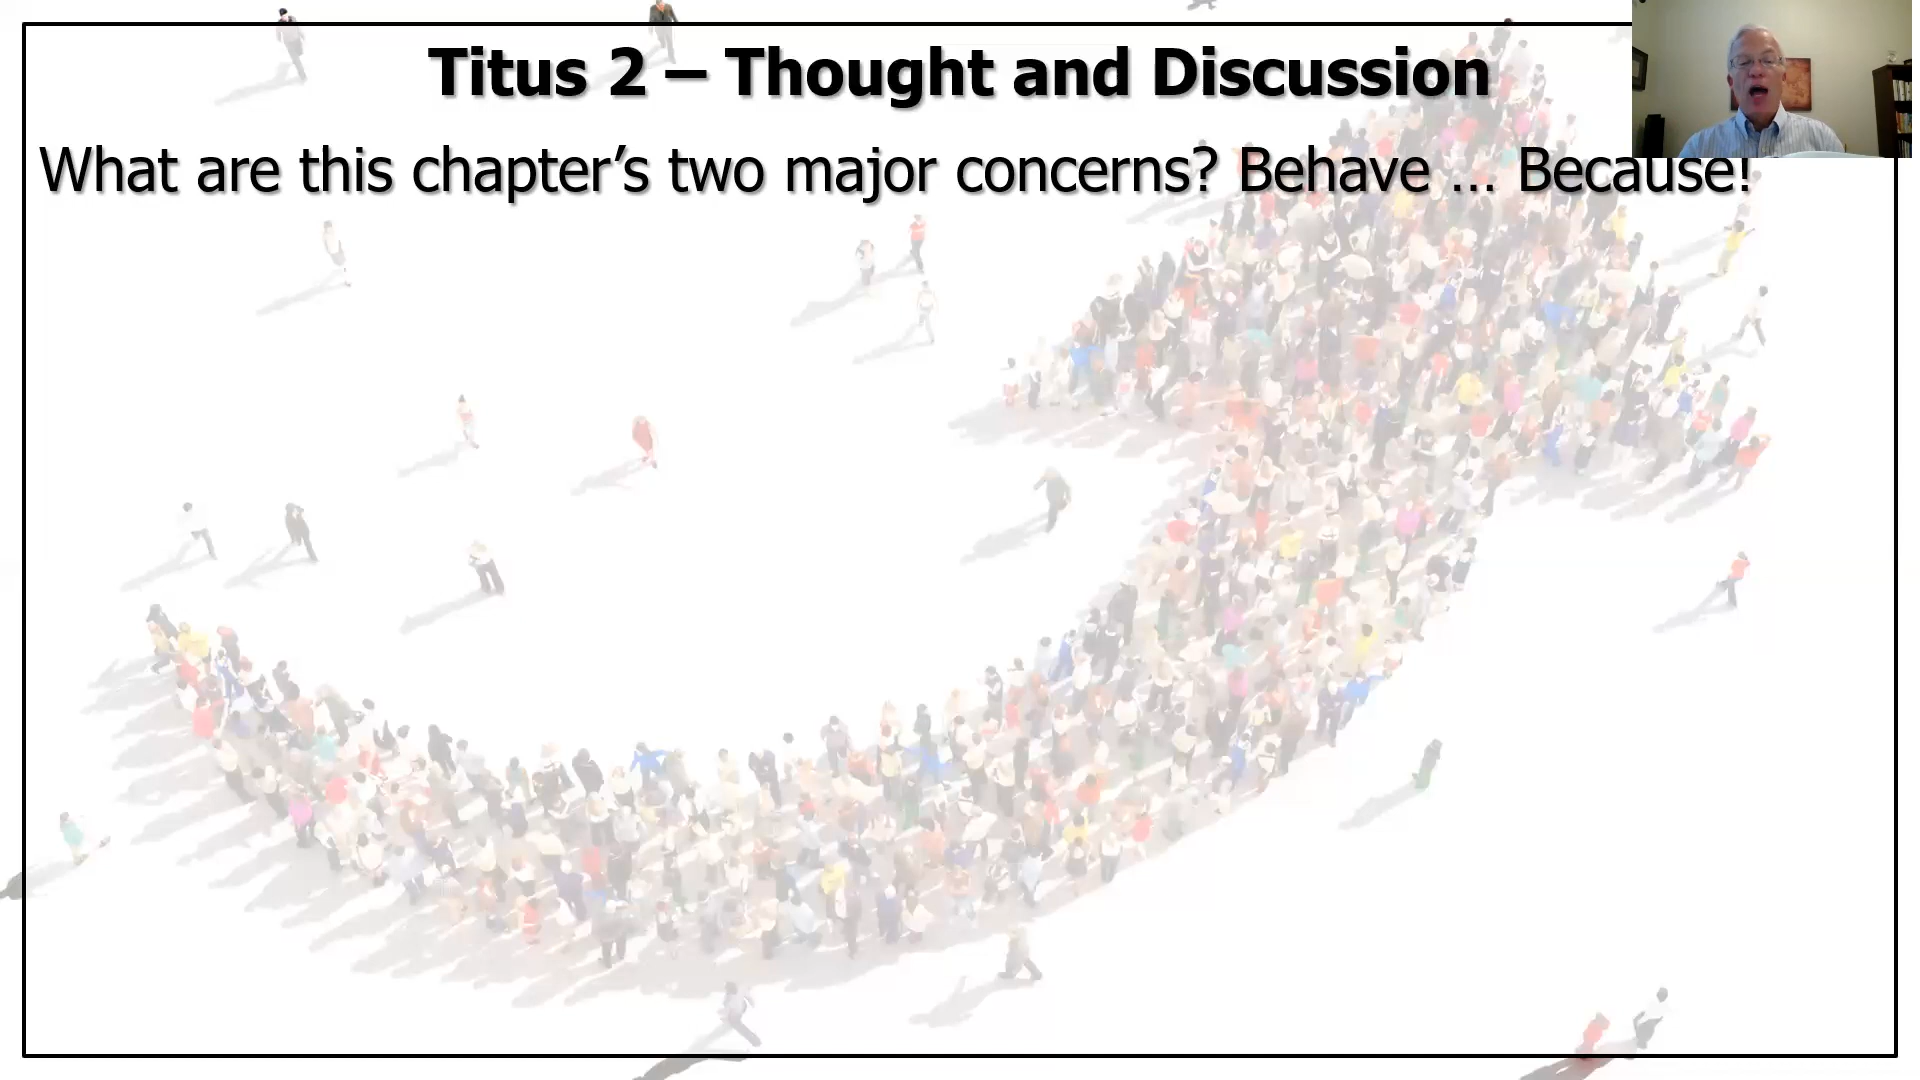 Titus 2 – Thought and Discussion
What are this chapter’s two major concerns? Behave … Because!